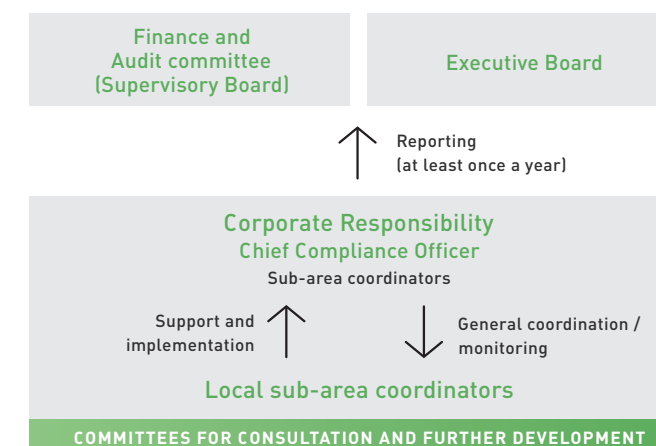 Finance and
Audit committee
(Supervisory Board)
Executive Board
Reporting
(at least once a year)
Corporate Responsibility
Chief Compliance Officer
Sub-area coordinators
Support and
implementation
General coordination /
monitoring
Local sub-area coordinators
COMMITTEES FOR CONSULTATION AND FURTHER DEVELOPMENT